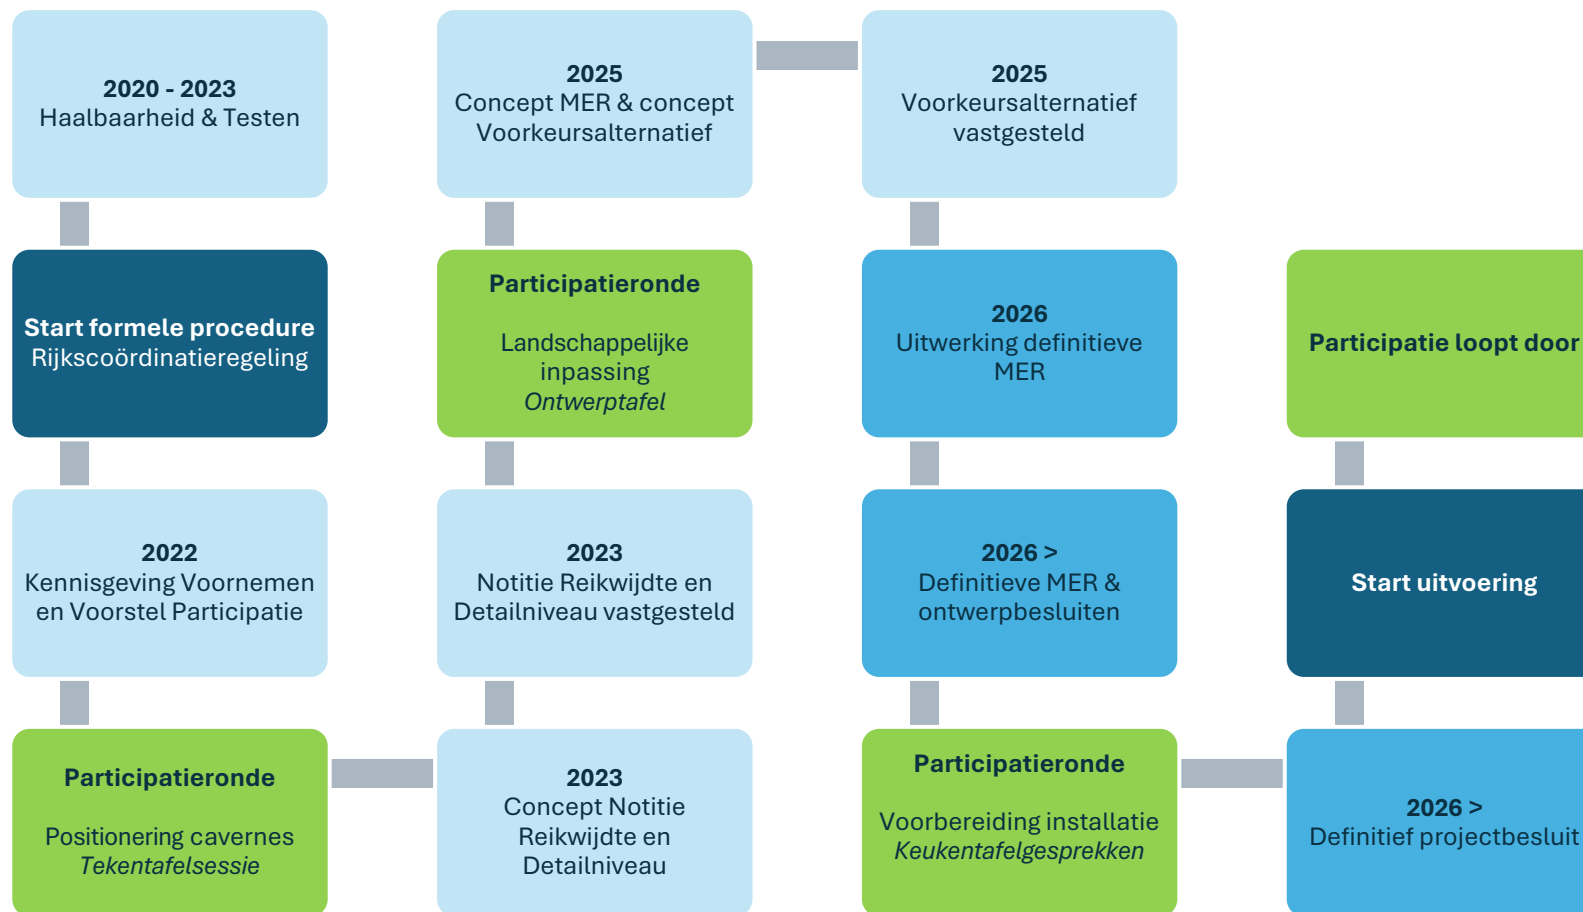 2020 - 2023
Haalbaarheid & Testen
Start formele procedure
Rijkscoördinatieregeling
2022
Kennisgeving Voornemen
en Voorstel Participatie
Participatieronde
Positionering cavernes
Tekentafelsessie
2023
Concept Notitie
Reikwijdte en
Detailniveau
2023
Notitie Reikwijdte en
Detailniveau vastgesteld
Participatieronde
Landschappelijke
inpassing
Ontwerptafel
2025
Concept MER & concept
Voorkeursalternatief
2025
Voorkeursalternatief
vastgesteld
2026
Uitwerking definitieve
MER
2026 >
Definitieve MER &
ontwerpbesluiten
Participatieronde
Voorbereiding installatie
Keukentafelgesprekken
2026 >
Definitief projectbesluit
Start uitvoering
Participatie loopt door